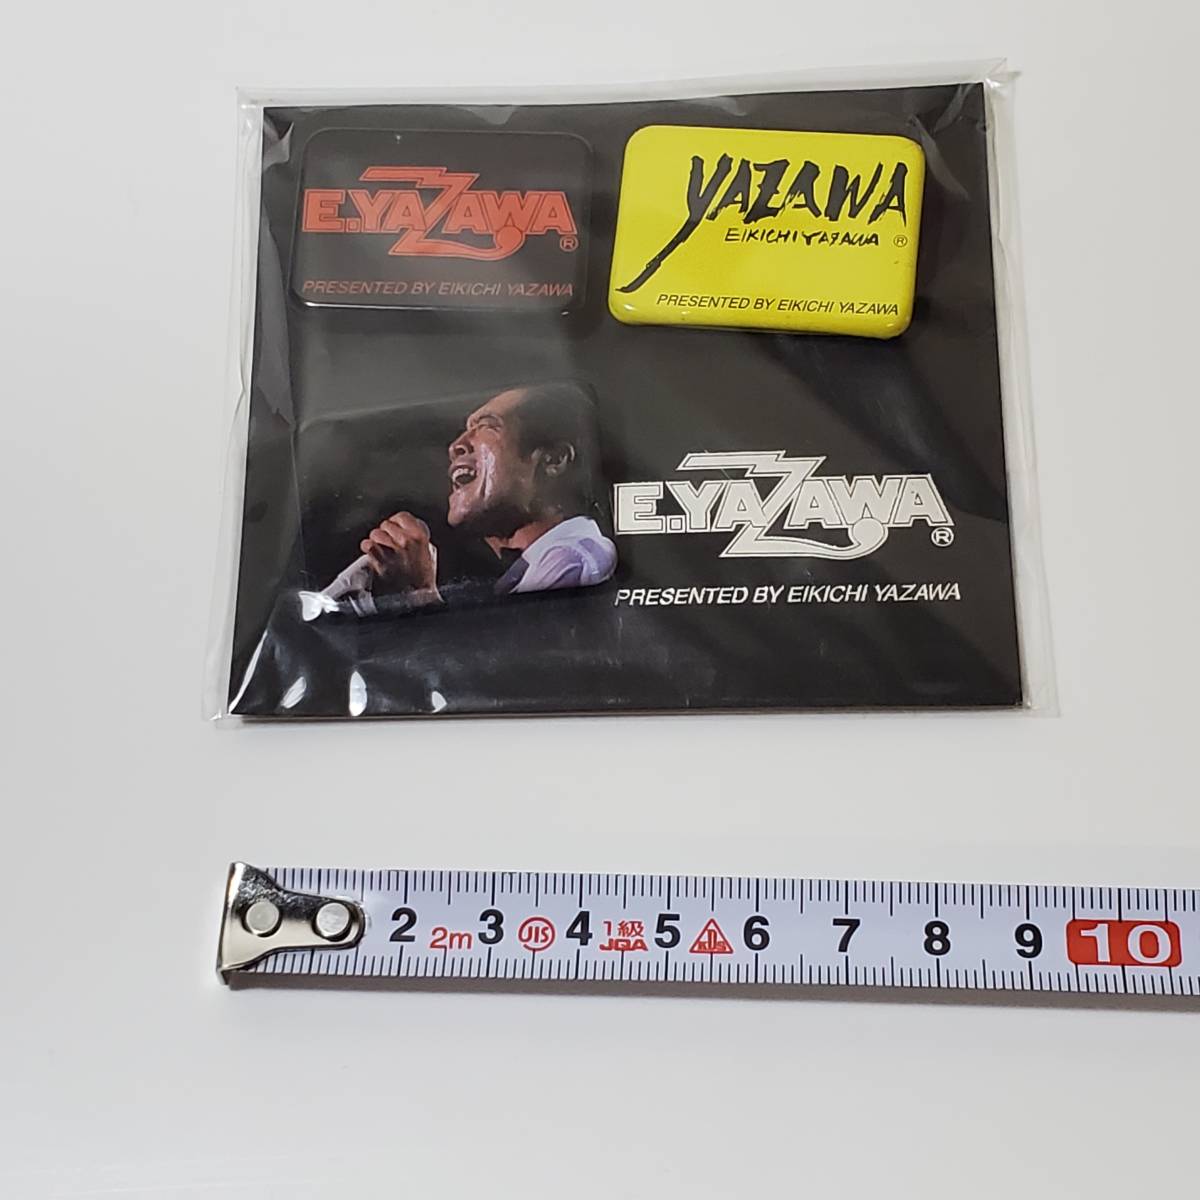 E.YAZAWA®
PRESENTED BY EIKICHI YAZAWA
YAZAWA
EIKICHI YAZAWA ®
PRESENTED BY EIKICHI YAZAWA
E.YAZAWA®
PRESENTED BY EIKICHI YAZAWA
2 2m 3 JIS 4 1級 JQA 5 KDS 6 7 8 9 10